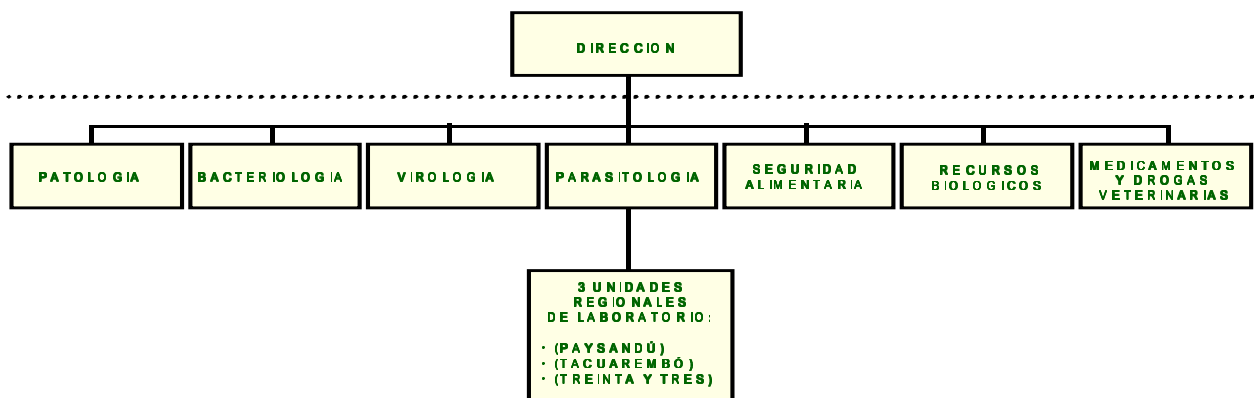 DIRECCION
PATOLOGIA
BACTERIOLOGIA
VIROLOGIA
PARASITOLOGIA
SEGURIDAD
ALIMENTARIA
RECURSOS
BIOLOGICOS
MEDICAMENTOS
Y DROGAS
VETERINARIAS
3 UNIDADES
REGIONALES
DE LABORATORIO:
· (PAYSANDÚ)
· (TACUAREMBÓ)
· (TREINTA Y TRES)